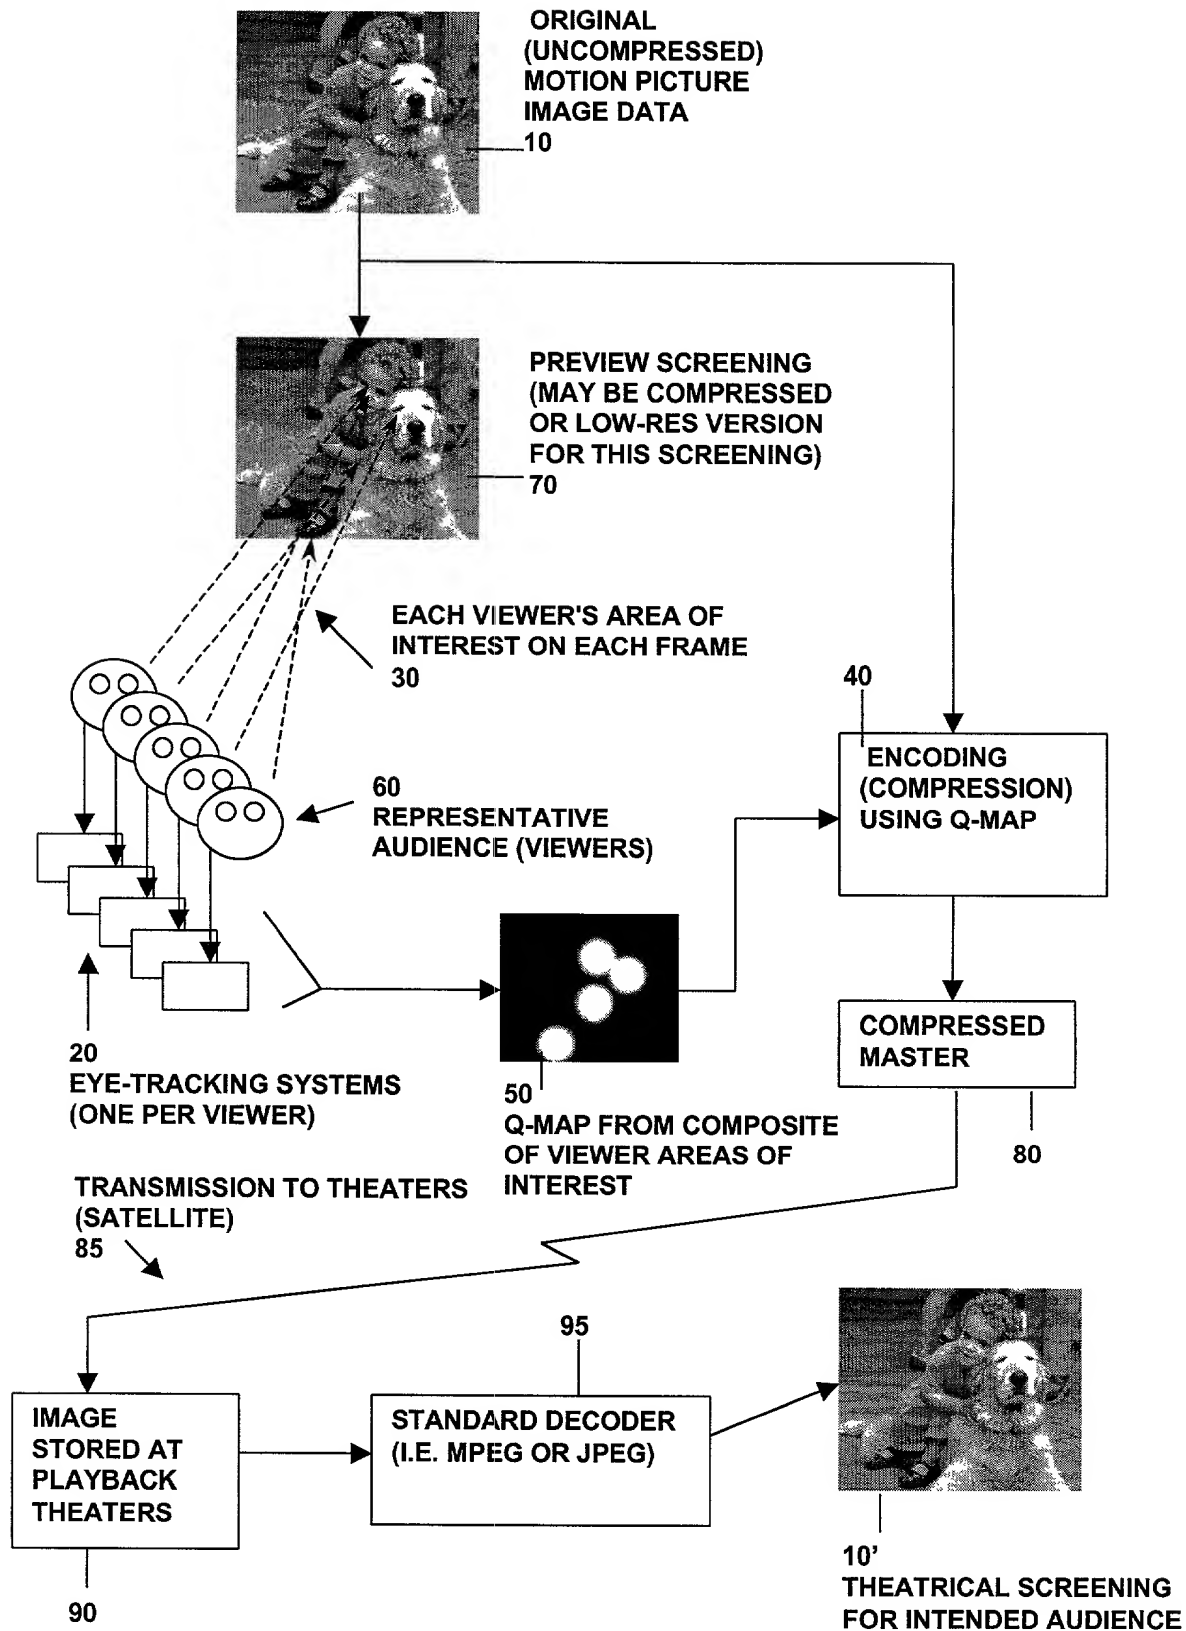 ORIGINAL
(UNCOMPRESSED)
MOTION PICTURE
IMAGE DATA
10
PREVIEW SCREENING
(MAY BE COMPRESSED
OR LOW-RES VERSION
FOR THIS SCREENING)
70
EACH VIEWER'S AREA OF
INTEREST ON EACH FRAME
30
40
ENCODING
(COMPRESSION)
USING Q-MAP
60
REPRESENTATIVE
AUDIENCE (VIEWERS)
20
EYE-TRACKING SYSTEMS
(ONE PER VIEWER)
50
Q-MAP FROM COMPOSITE
OF VIEWER AREAS OF
INTEREST
COMPRESSED
MASTER
80
TRANSMISSION TO THEATERS
(SATELLITE)
85
IMAGE
STORED AT
PLAYBACK
THEATERS
90
95
STANDARD DECODER
(I.E. MPEG OR JPEG)
10'
THEATRICAL SCREENING
FOR INTENDED AUDIENCE